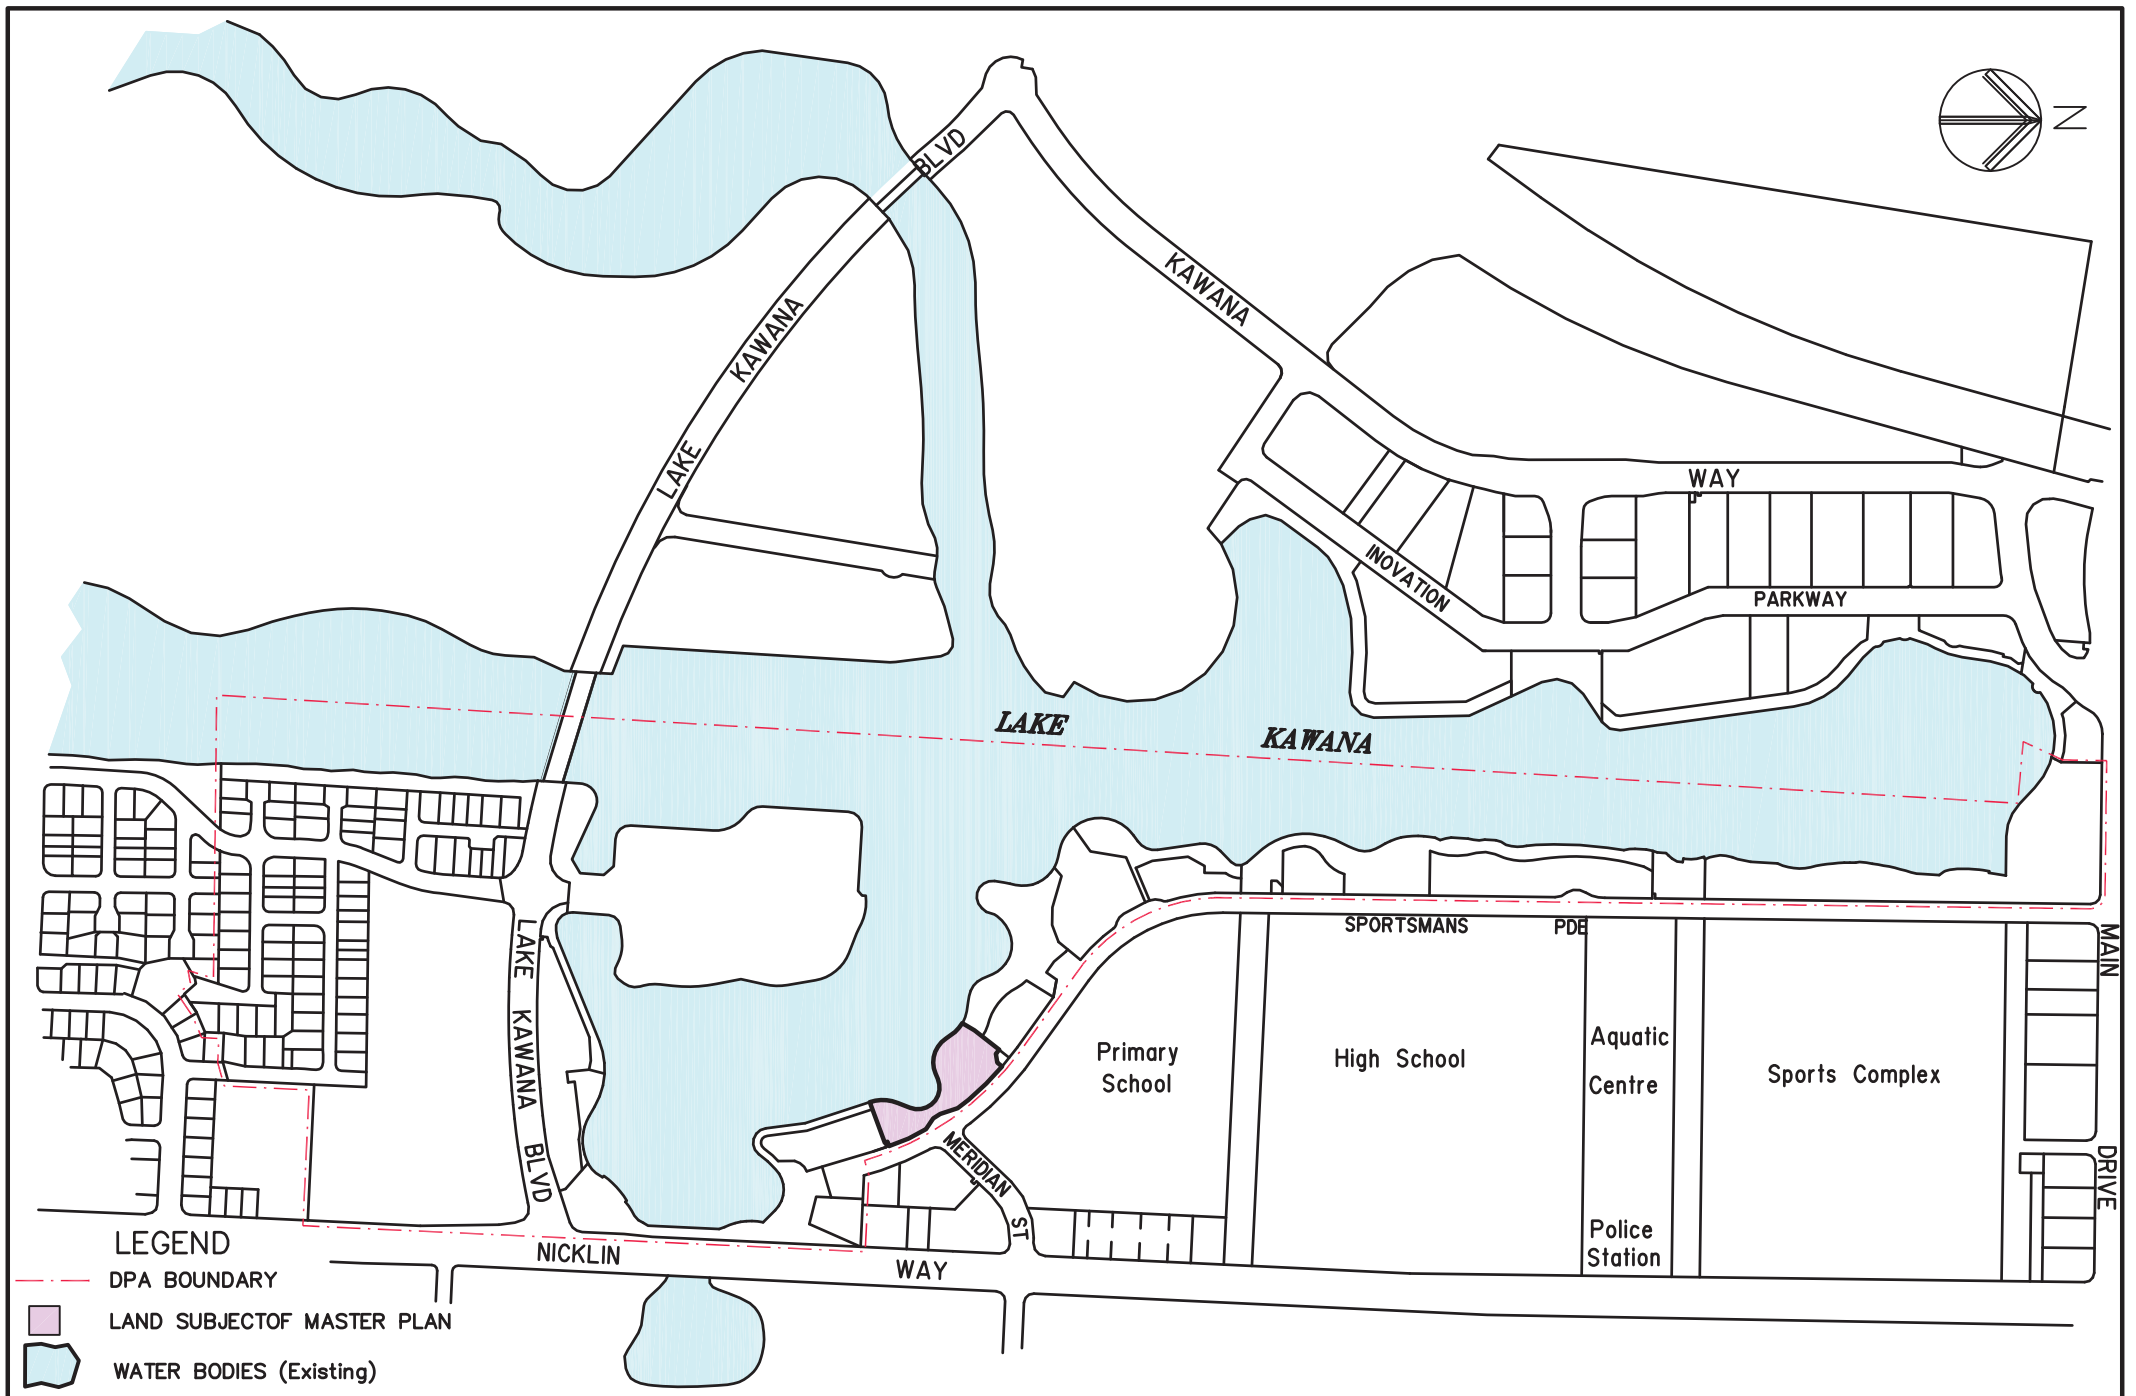 N
BLVD
KAWANA
KAWANA
LAKE
WAY
INOVATION
PARKWAY
LAKE KAWANA
SPORTSMANS PDE
MAIN
LAKE KAWANA BLVD
Primary
School
High School
Aquatic
Centre
Sports Complex
MERIDIAN
ST
DRIVE
Police
Station
NICKLIN WAY
LEGEND
DPA BOUNDARY
LAND SUBJECTOF MASTER PLAN
WATER BODIES (Existing)